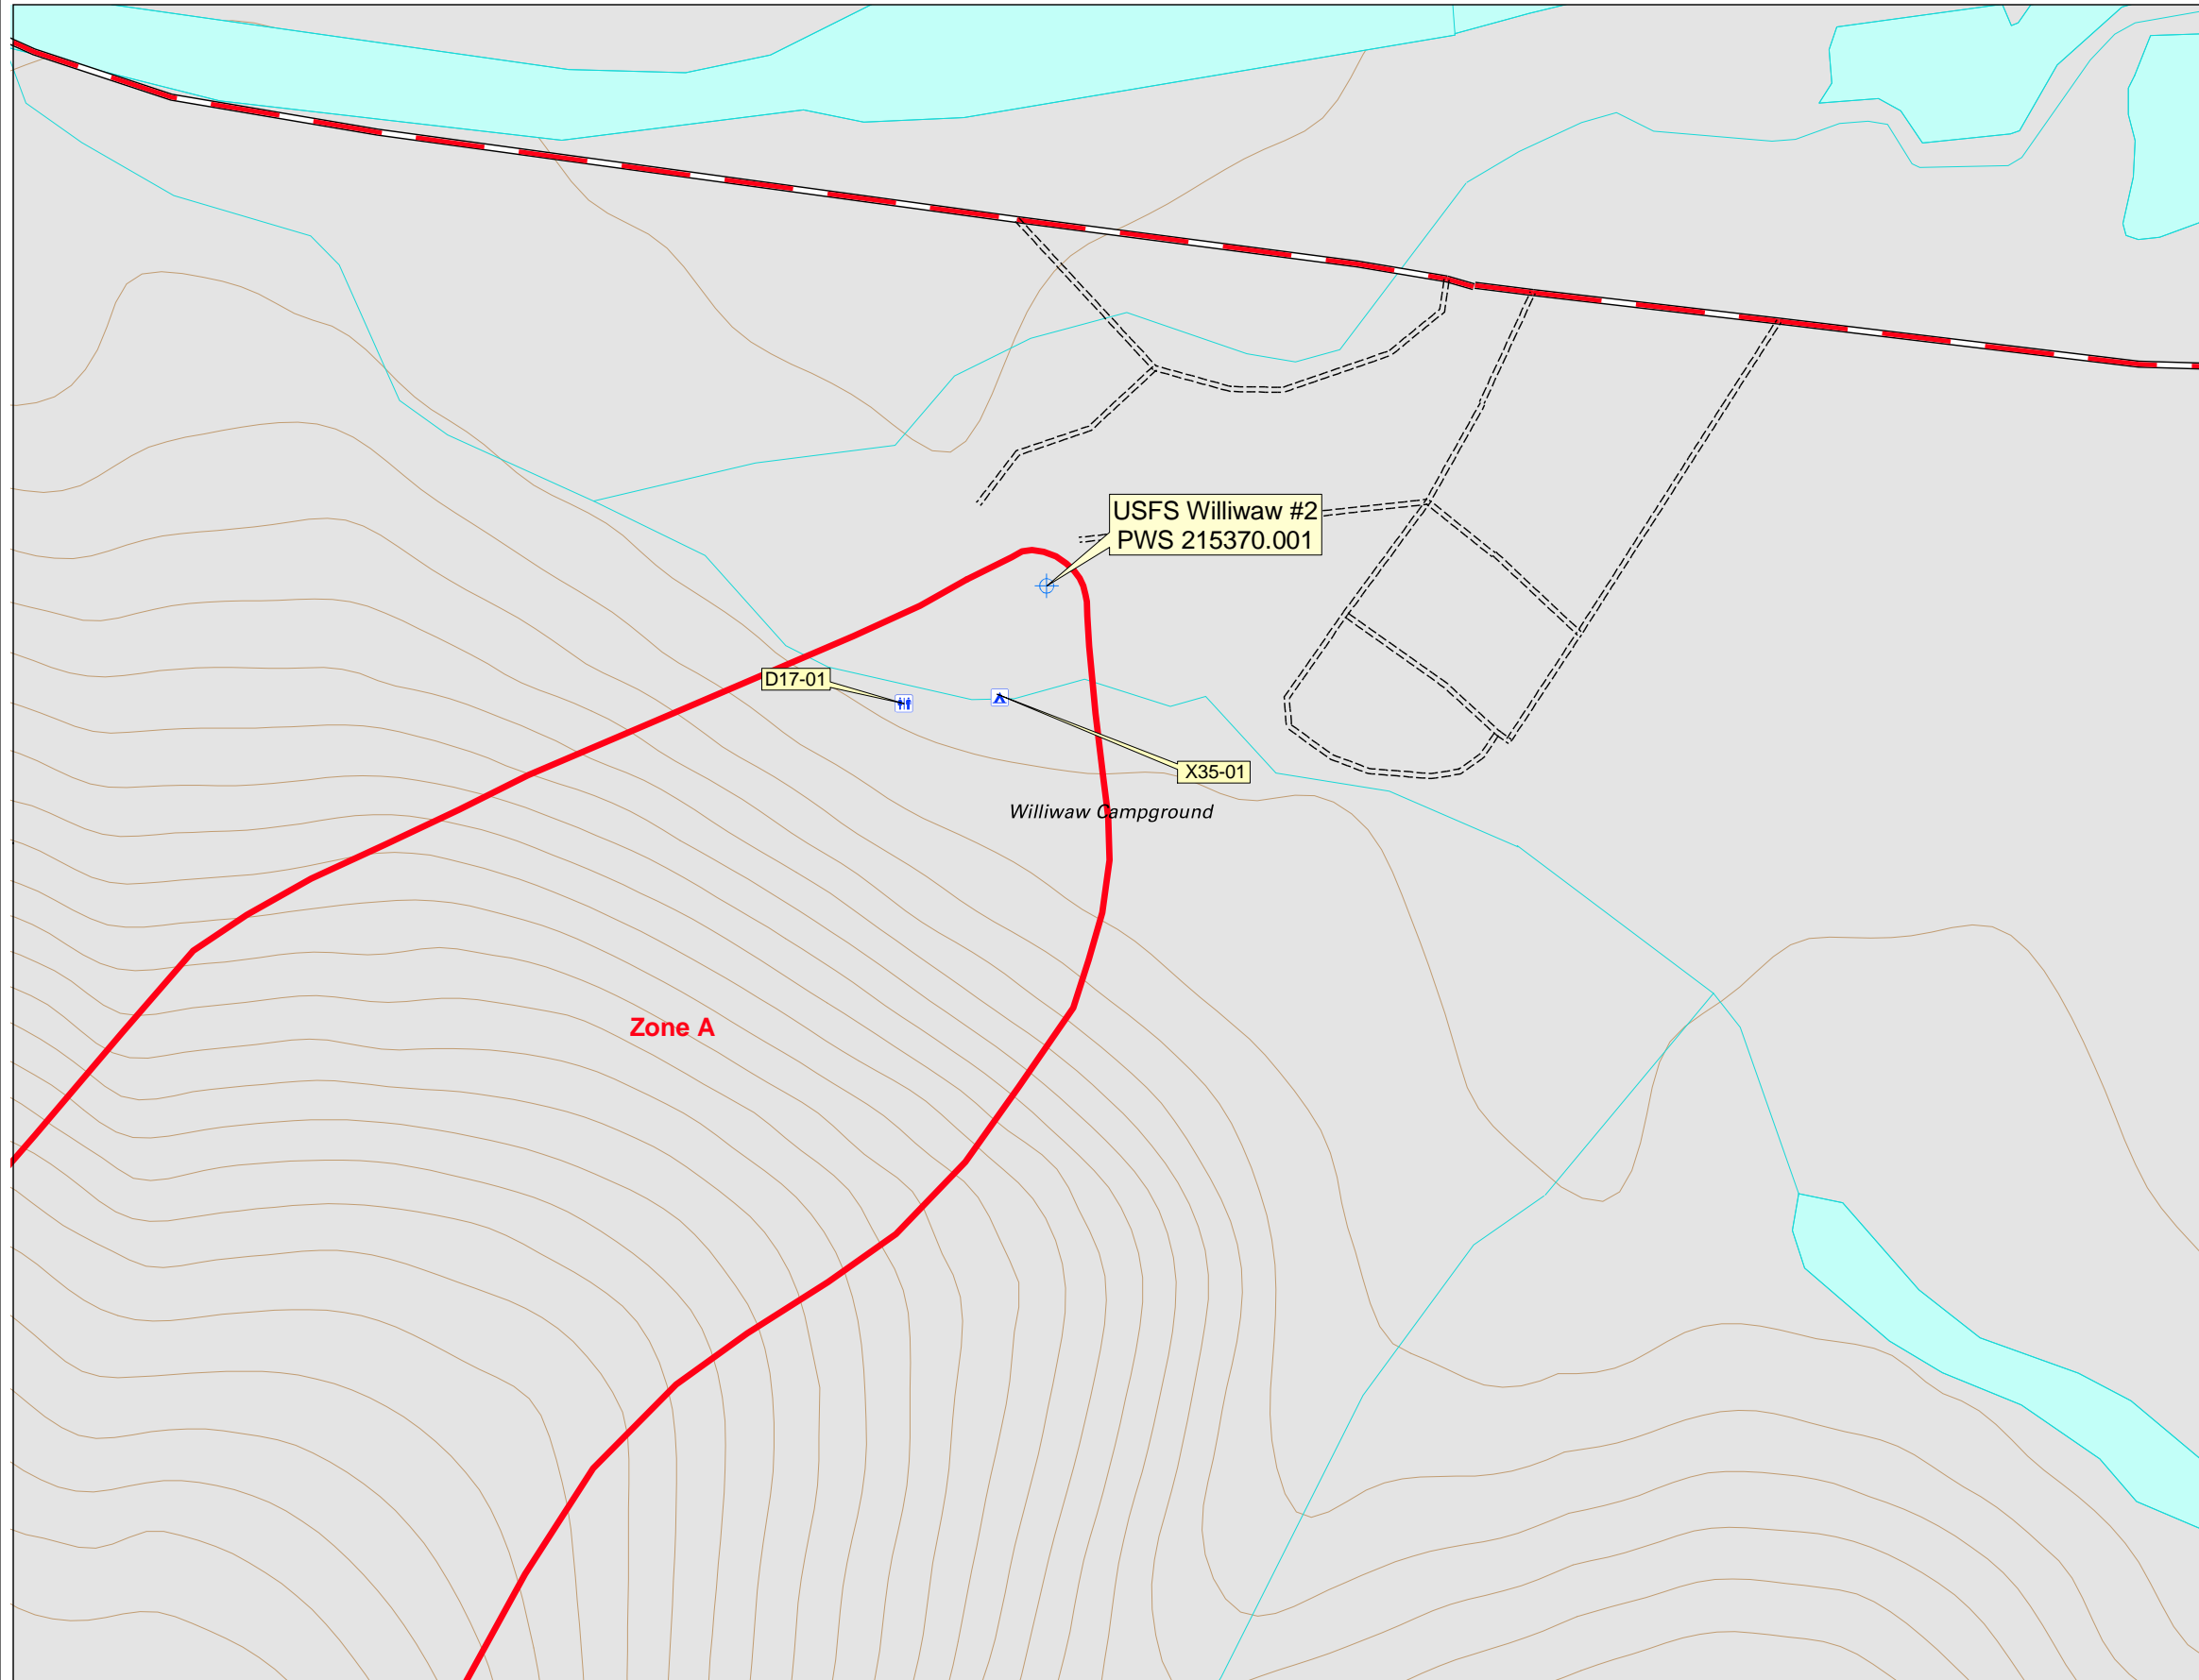 USFS Williwaw #2
PWS 215370.001
D17-01
X35-01
Williwaw Campground
Zone A